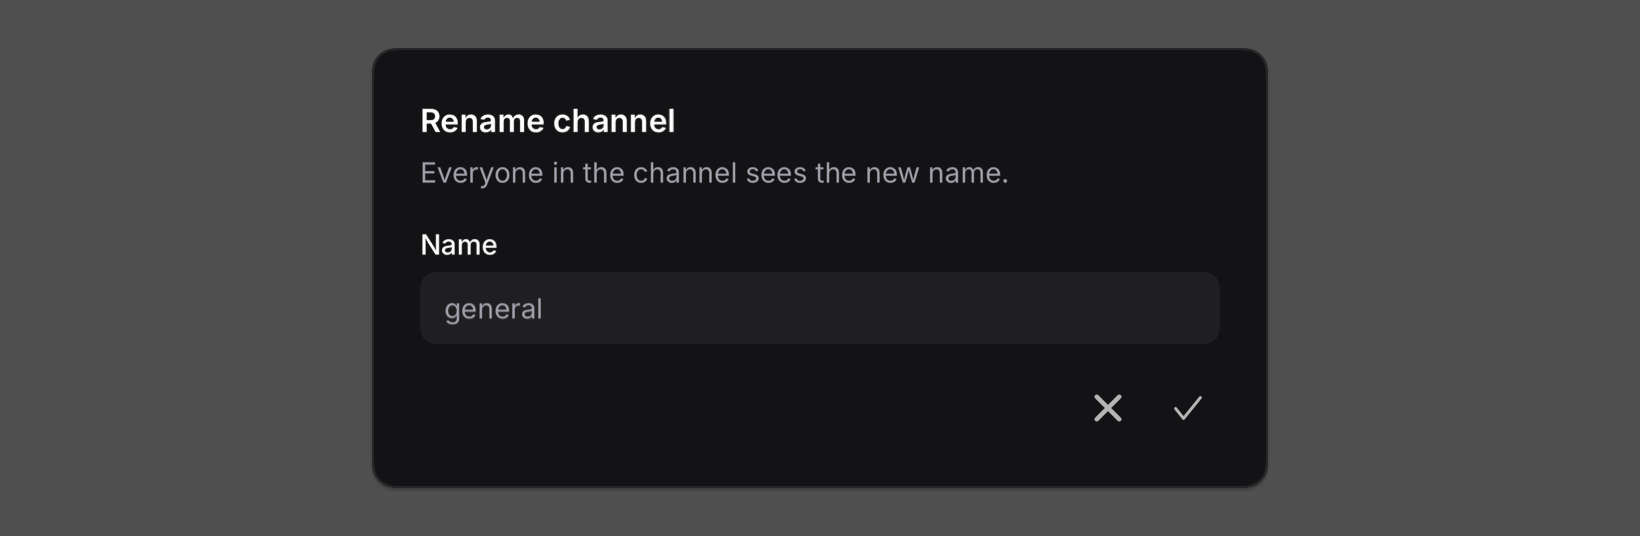 Rename channel
Everyone in the channel sees the new name.
Name
general